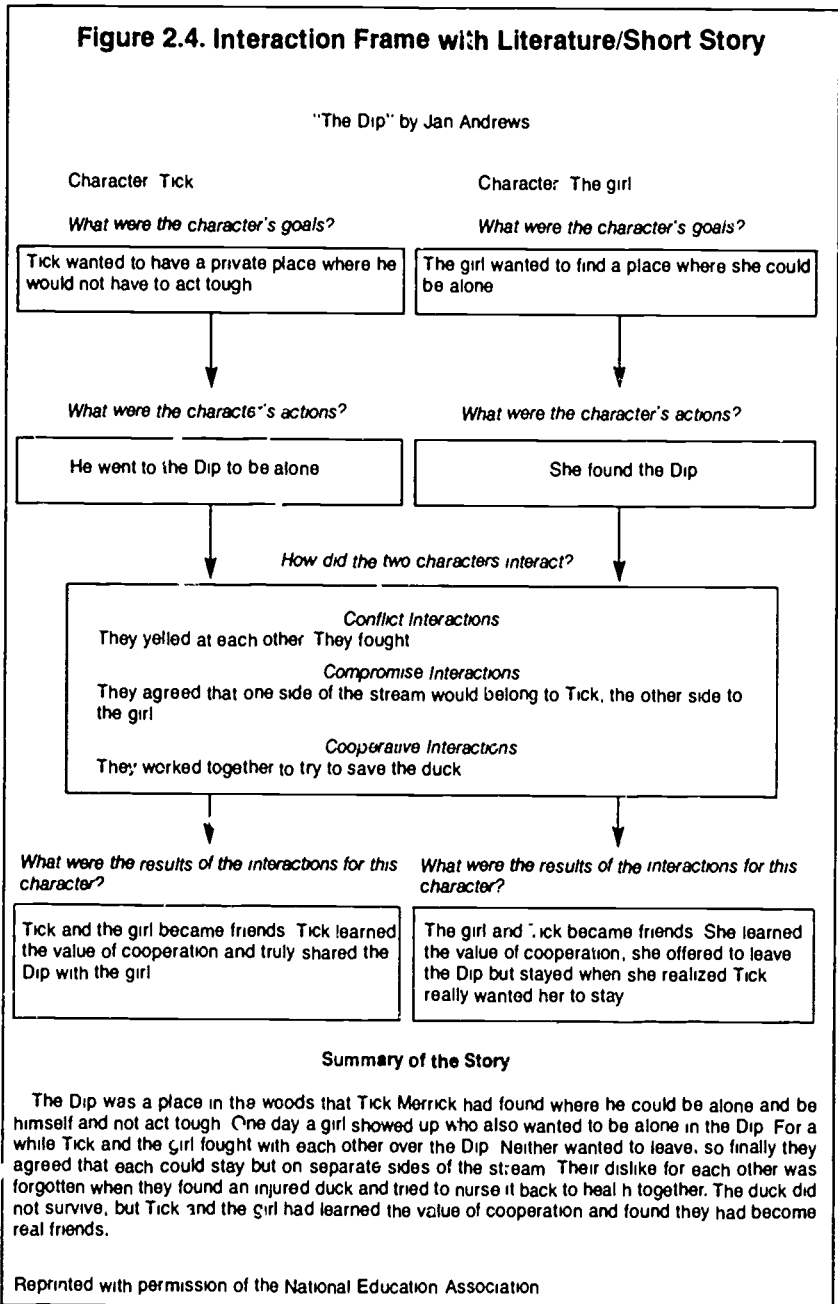 Figure 2.4. Interaction Frame with Literature/Short Story
"The Dip" by Jan Andrews
Character Tick
What were the character's goals?
Tick wanted to have a private place where he
would not have to act tough
What were the character's actions?
He went to the Dip to be alone
Character The girl
What were the character's goals?
The girl wanted to find a place where she could
be alone
What were the character's actions?
She found the Dip
How did the two characters interact?
Conflict Interactions
They yelled at each other They fought
Compromise Interactions
They agreed that one side of the stream would belong to Tick, the other side to
the girl
Cooperative Interactions
They worked together to try to save the duck
What were the results of the interactions for this
character?
Tick and the girl became friends Tick learned
the value of cooperation and truly shared the
Dip with the girl
What were the results of the interactions for this
character?
The girl and Tick became friends She learned
the value of cooperation, she offered to leave
the Dip but stayed when she realized Tick
really wanted her to stay
Summary of the Story
The Dip was a place in the woods that Tick Merrick had found where he could be alone and be
himself and not act tough One day a girl showed up who also wanted to be alone in the Dip For a
while Tick and the girl fought with each other over the Dip Neither wanted to leave, so finally they
agreed that each could stay but on separate sides of the stream Their dislike for each other was
forgotten when they found an injured duck and tried to nurse it back to heal h together. The duck did
not survive, but Tick and the girl had learned the value of cooperation and found they had become
real friends.
Reprinted with permission of the National Education Association